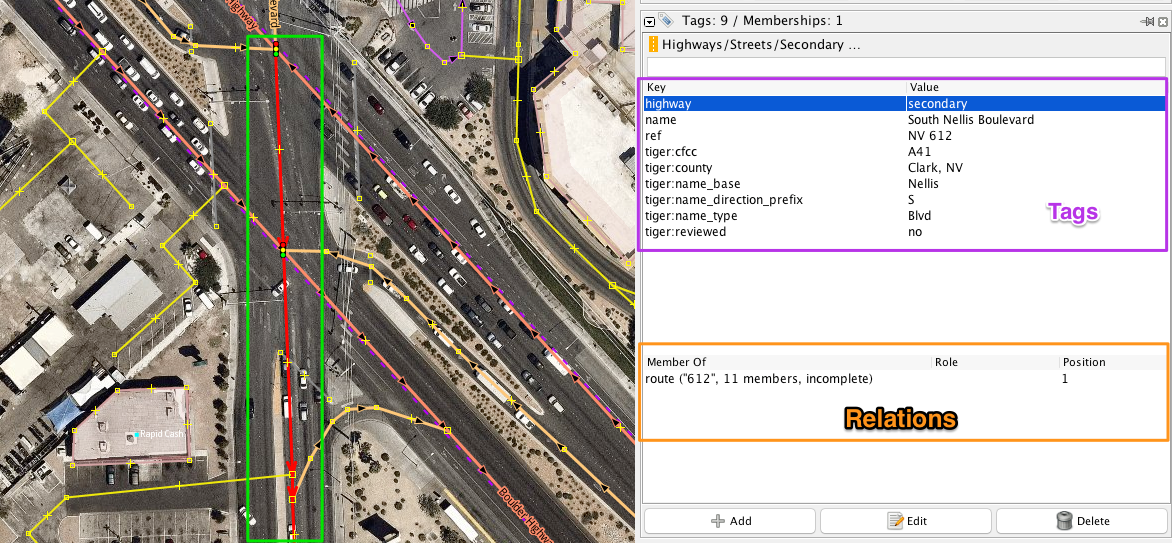 Highway
evard
Rapid Cash
Boulder Highway
Tags: 9 / Memberships: 1
Highways/Streets/Secondary ...
Key Value
highway secondary
name South Nellis Boulevard
ref NV 612
tiger:cfcc A41
tiger:county Clark, NV
tiger:name_base Nellis
tiger:name_direction_prefix S
tiger:name_type Blvd
tiger:reviewed no
Tags
Member Of Role Position
route ("612", 11 members, incomplete) 1
Relations
Add Edit Delete